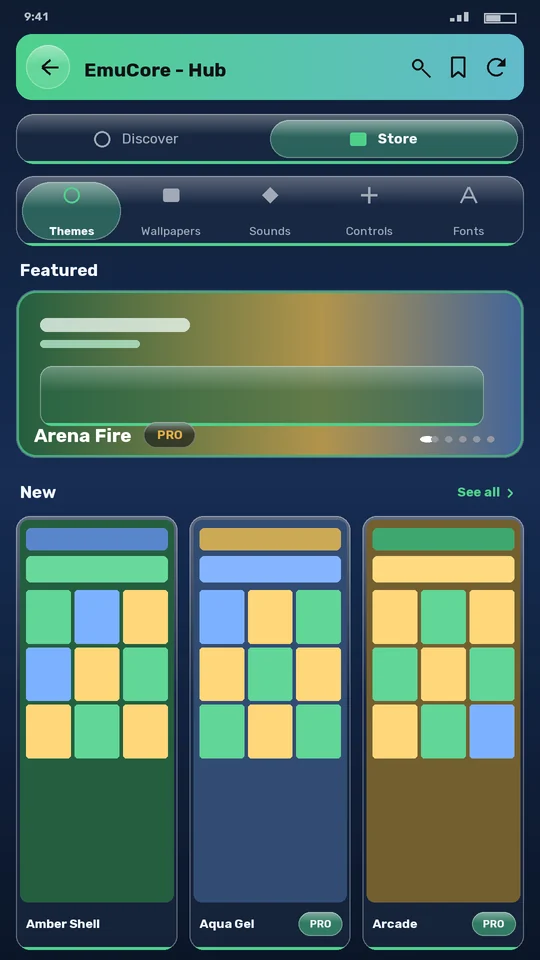 9:41
EmuCore - Hub
Discover
Store
Themes
Wallpapers
Sounds
Controls
Fonts
Featured
Arena Fire
PRO
New
See all
Amber Shell
Aqua Gel
PRO
Arcade
PRO